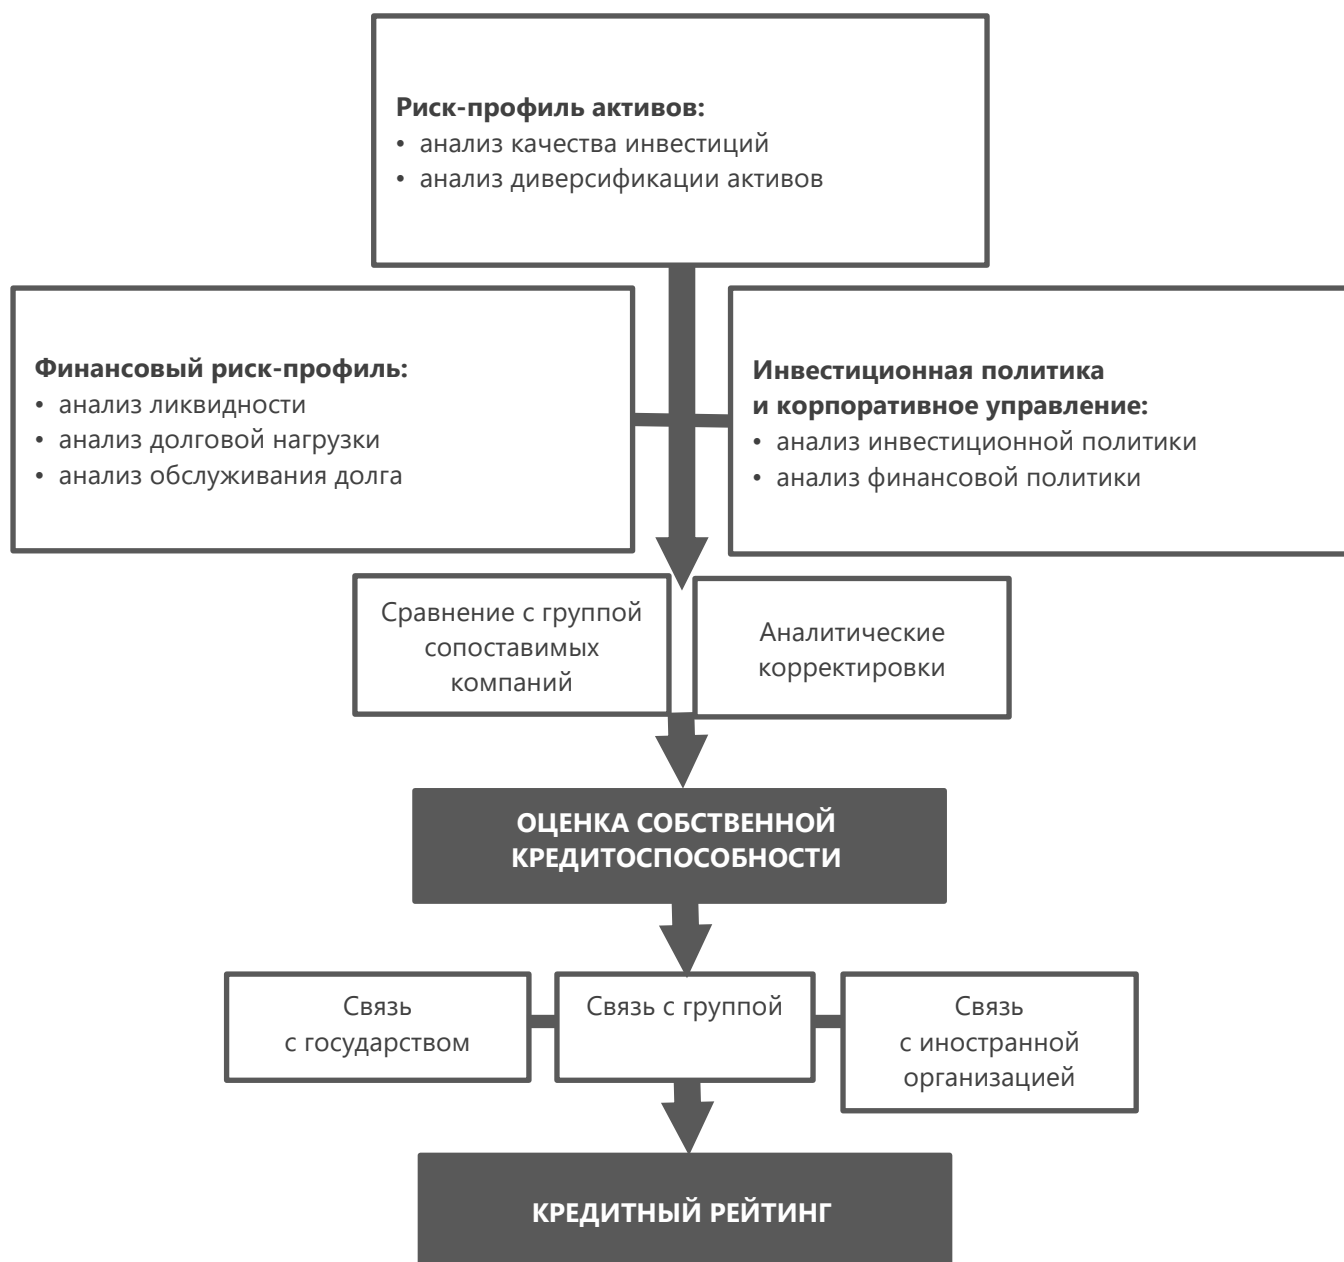 Риск-профиль активов:
• анализ качества инвестиций
• анализ диверсификации активов
Финансовый риск-профиль:
• анализ ликвидности
• анализ долговой нагрузки
• анализ обслуживания долга
Инвестиционная политика
и корпоративное управление:
• анализ инвестиционной политики
• анализ финансовой политики
Сравнение с группой
сопоставимых
компаний
Аналитические
корректировки
ОЦЕНКА СОБСТВЕННОЙ
КРЕДИТОСПОСОБНОСТИ
Связь
с государством
Связь с группой
Связь
с иностранной
организацией
КРЕДИТНЫЙ РЕЙТИНГ